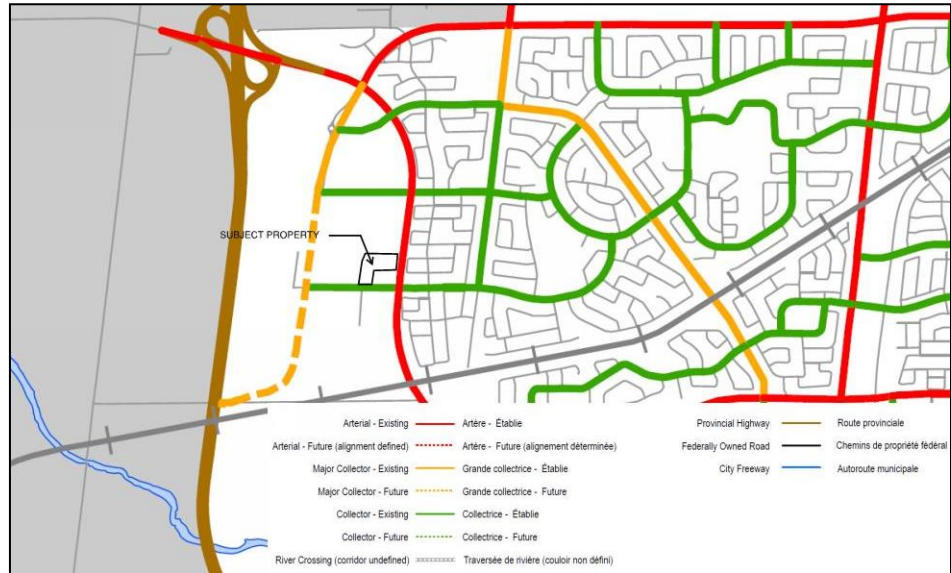 SUBJECT PROPERTY
Arterial - Existing Artère - Établie Provincial Highway Route provinciale
Arterial - Future (alignment defined) Artère - Future (alignement déterminée) Federally Owned Road Chemins de propriété fédéral
Major Collector - Existing Grande collectrice - Établie City Freeway Autoroute municipale
Major Collector - Future Grande collectrice - Future
Collector - Existing Collectrice - Établie
Collector - Future Collectrice - Future
River Crossing (corridor undefined) Traversée de rivière (couloir non défini)